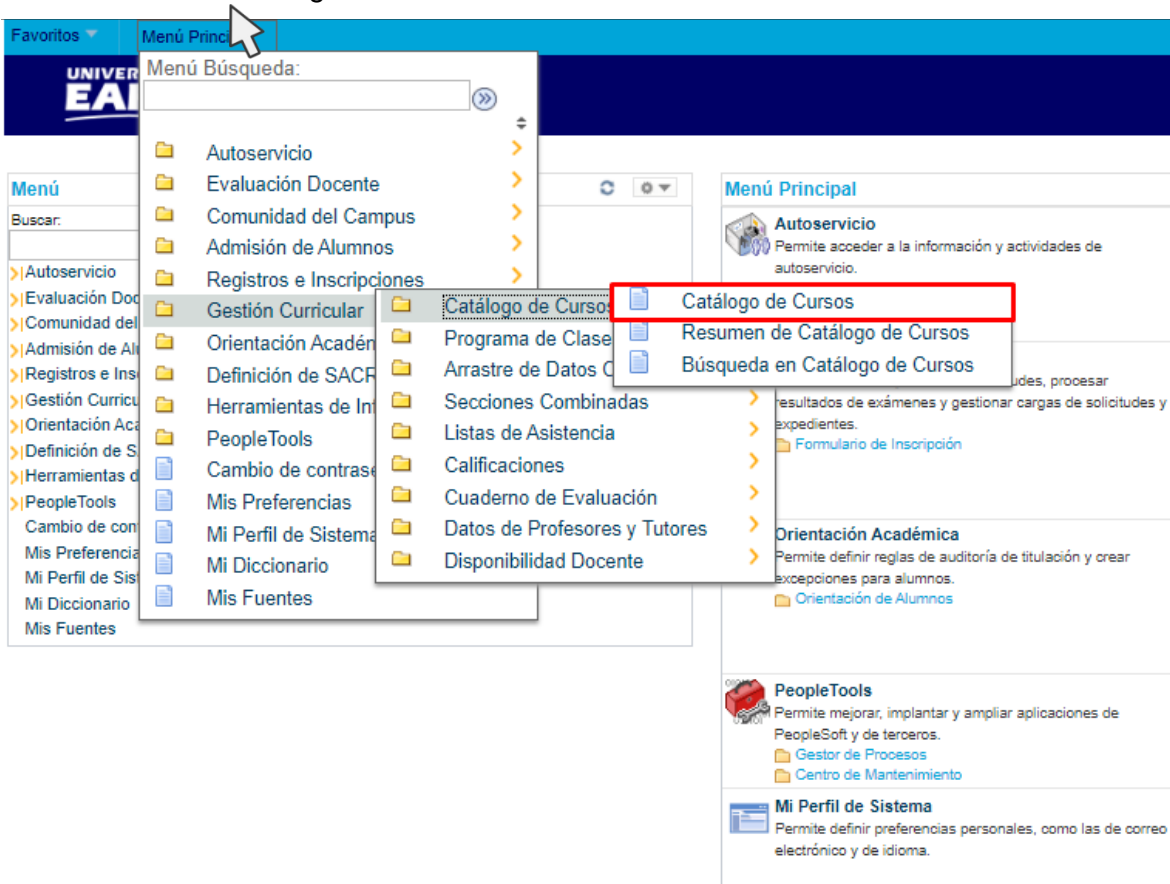 Favoritos
Menú Princi
UNIVER
EA
Menú Búsqueda:
Autoservicio
Evaluación Docente
Comunidad del Campus
Admisión de Alumnos
Registros e Inscripciones
Gestión Curricular
Orientación Académ
Definición de SACR
Herramientas de In
PeopleTools
Cambio de contrase
Mis Preferencias
Mi Perfil de Sistema
Mi Diccionario
Mis Fuentes
Catálogo de Cursos
Programa de Clase
Arrastre de Datos C
Secciones Combinadas
Listas de Asistencia
Calificaciones
Cuaderno de Evaluación
Datos de Profesores y Tutores
Disponibilidad Docente
Catálogo de Cursos
Resumen de Catálogo de Cursos
Búsqueda en Catálogo de Cursos
Menú
Buscar:
Autoservicio
Evaluación Doc
Comunidad del
Admisión de Al
Registros e Ins
Gestión Curricu
Orientación Aca
Definición de S
Herramientas d
PeopleTools
Cambio de con
Mis Preferencia
Mi Perfil de Sis
Mi Diccionario
Mis Fuentes
Menú Principal
Autoservicio
Permite acceder a la información y actividades de
autoservicio.
udes, procesar
resultados de exámenes y gestionar cargas de solicitudes y
expedientes.
Formulario de Inscripción
Orientación Académica
Permite definir reglas de auditoría de titulación y crear
excepciones para alumnos.
Orientación de Alumnos
PeopleTools
Permite mejorar, implantar y ampliar aplicaciones de
PeopleSoft y de terceros.
Gestor de Procesos
Centro de Mantenimiento
Mi Perfil de Sistema
Permite definir preferencias personales, como las de correo
electrónico y de idioma.